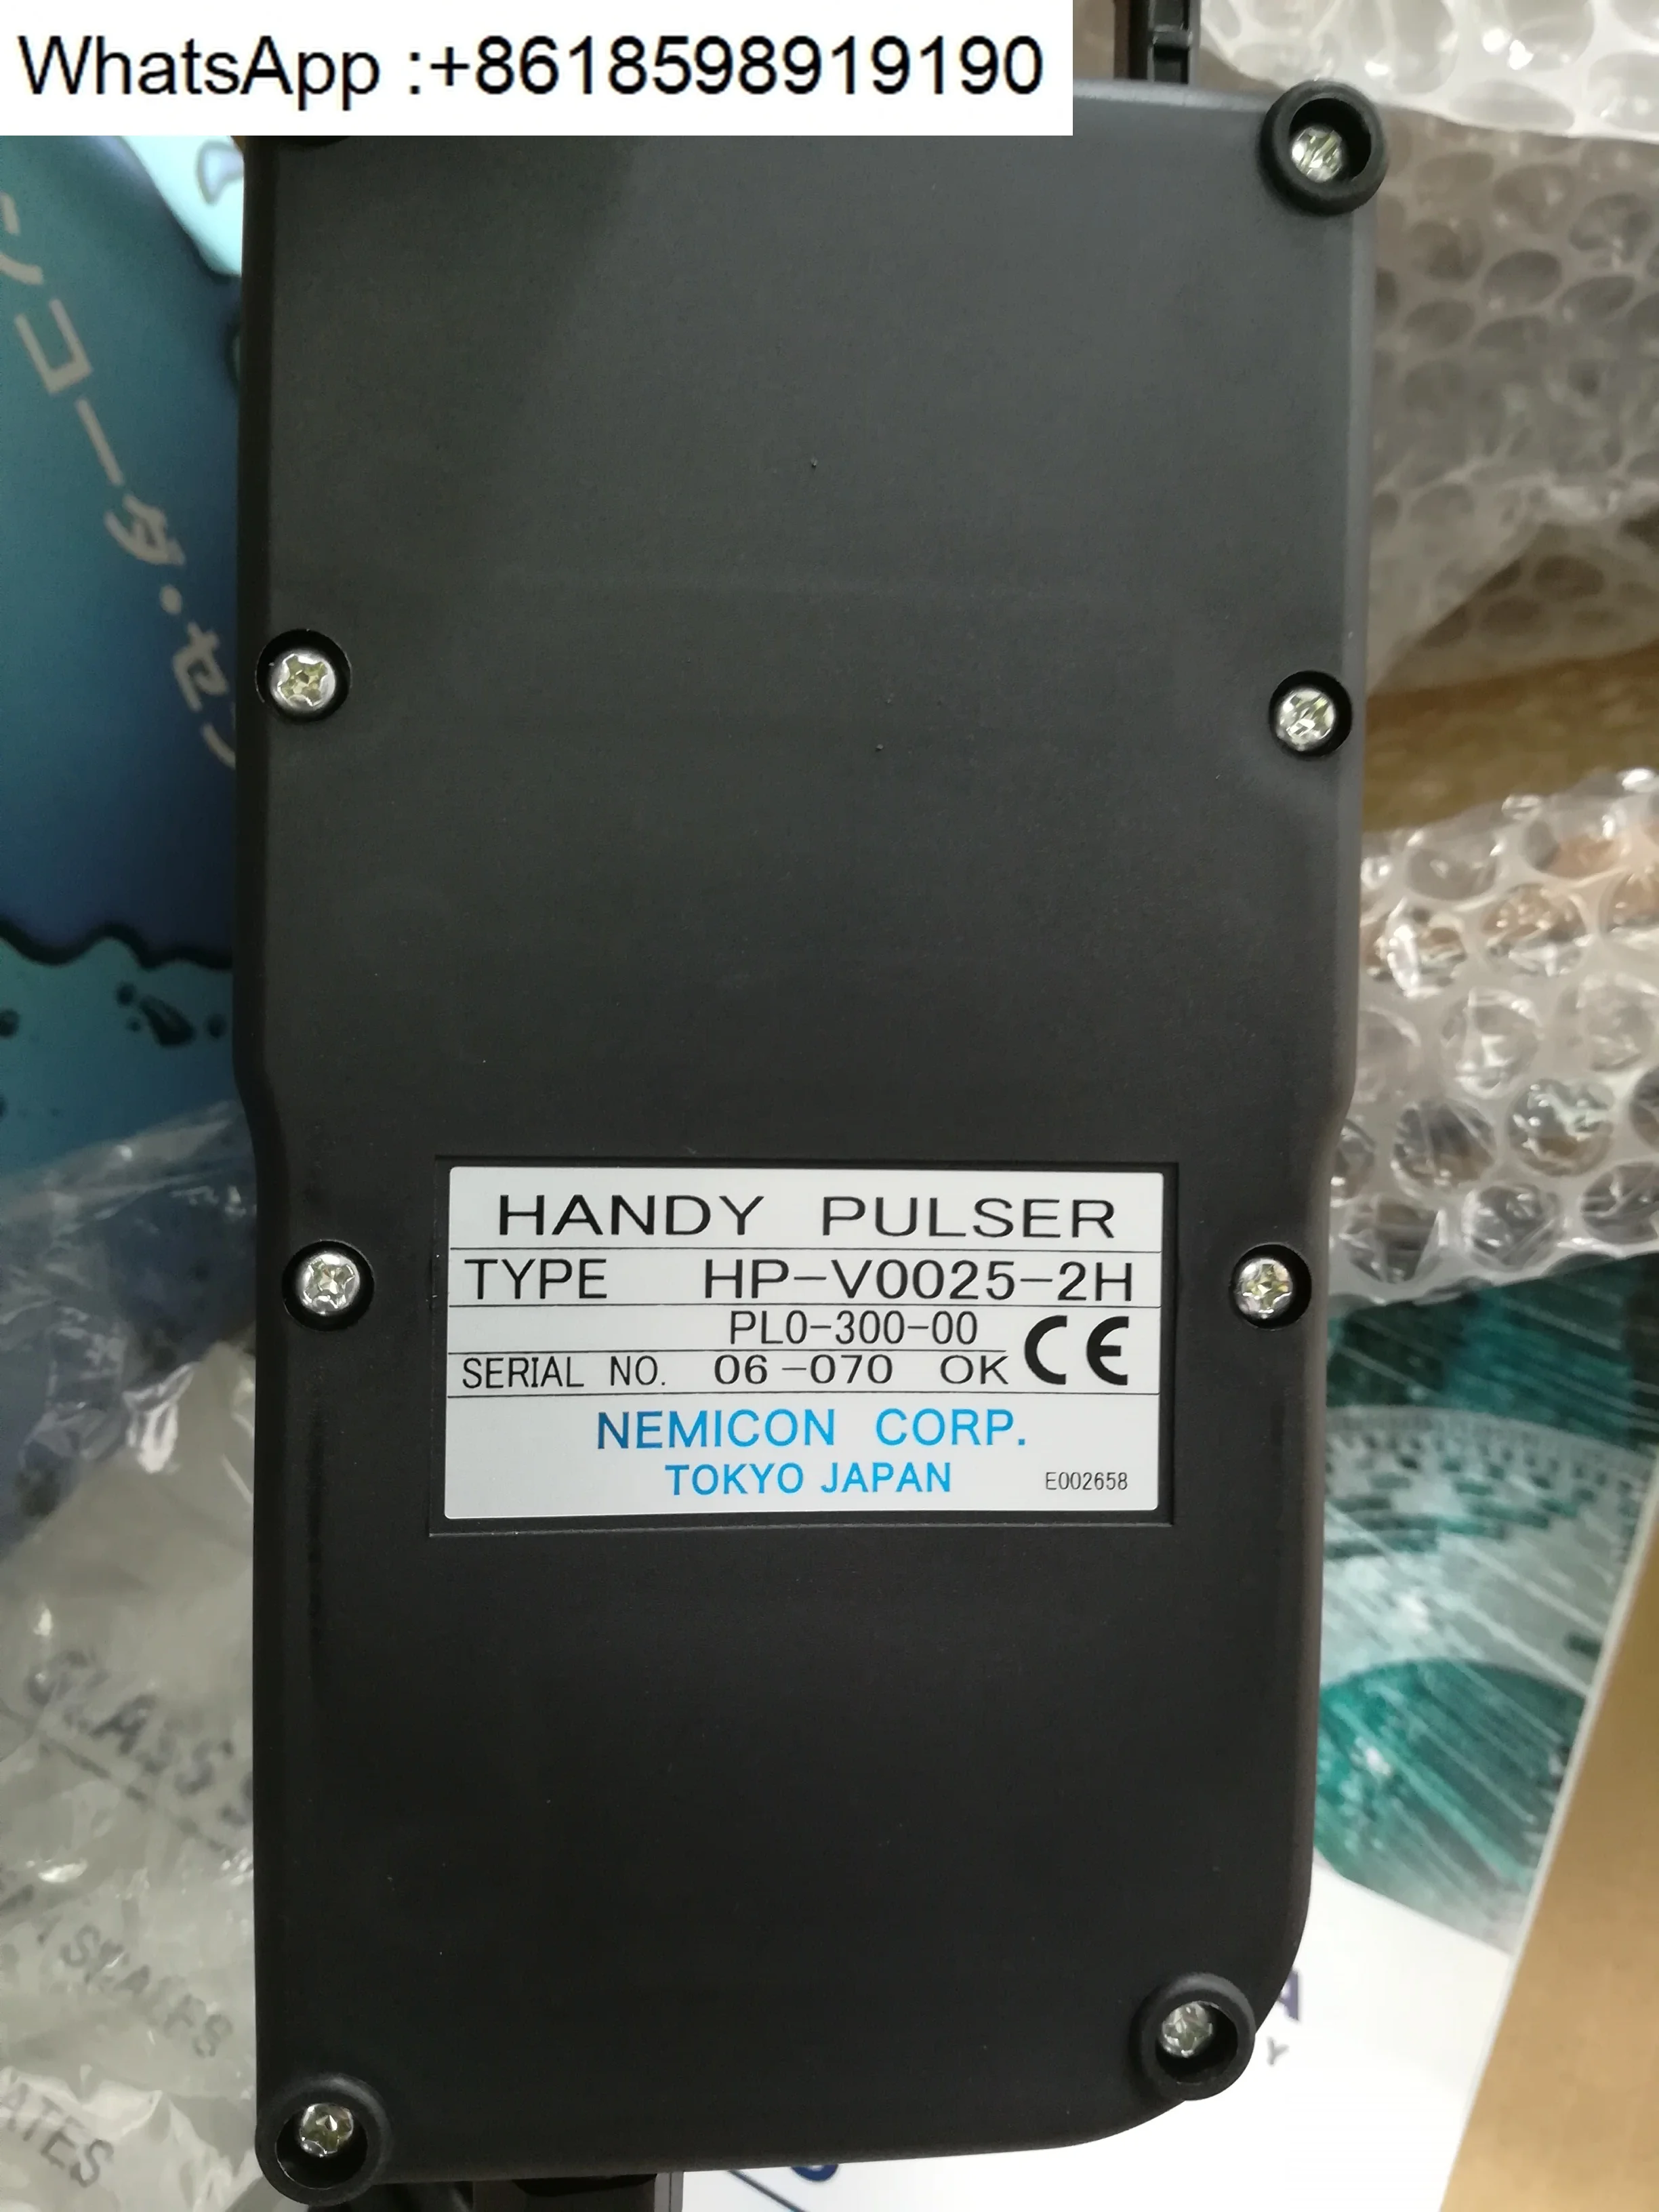 WhatsApp :+8618598919190
HANDY PULSER
TYPE HP-V0025-2H
PL0-300-00
SERIAL NO. 06-070 OK CE
NEMICON CORP.
TOKYO JAPAN E002658